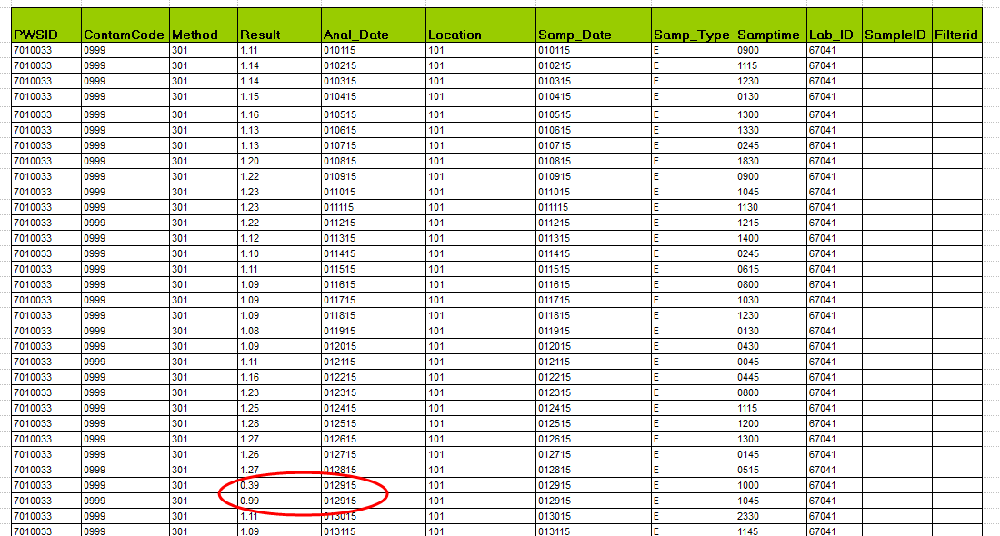 PWSID ContamCode Method Result Anal_Date Location Samp_Date Samp_Type Samptime Lab_ID SampleID Filterid
7010033 0999 301 1.11 010115 101 010115 E 0900 67041
7010033 0999 301 1.14 010215 101 010215 E 1115 67041
7010033 0999 301 1.14 010315 101 010315 E 1230 67041
7010033 0999 301 1.15 010415 101 010415 E 0130 67041
7010033 0999 301 1.16 010515 101 010515 E 1300 67041
7010033 0999 301 1.13 010615 101 010615 E 1330 67041
7010033 0999 301 1.13 010715 101 010715 E 0245 67041
7010033 0999 301 1.20 010815 101 010815 E 1830 67041
7010033 0999 301 1.22 010915 101 010915 E 0900 67041
7010033 0999 301 1.23 011015 101 011015 E 1045 67041
7010033 0999 301 1.23 011115 101 011115 E 1130 67041
7010033 0999 301 1.22 011215 101 011215 E 1215 67041
7010033 0999 301 1.12 011315 101 011315 E 1400 67041
7010033 0999 301 1.10 011415 101 011415 E 0245 67041
7010033 0999 301 1.11 011515 101 011515 E 0615 67041
7010033 0999 301 1.09 011615 101 011615 E 0800 67041
7010033 0999 301 1.09 011715 101 011715 E 1030 67041
7010033 0999 301 1.09 011815 101 011815 E 1230 67041
7010033 0999 301 1.08 011915 101 011915 E 0130 67041
7010033 0999 301 1.09 012015 101 012015 E 0430 67041
7010033 0999 301 1.11 012115 101 012115 E 0045 67041
7010033 0999 301 1.16 012215 101 012215 E 0445 67041
7010033 0999 301 1.23 012315 101 012315 E 0800 67041
7010033 0999 301 1.25 012415 101 012415 E 1115 67041
7010033 0999 301 1.28 012515 101 012515 E 1200 67041
7010033 0999 301 1.27 012615 101 012615 E 1300 67041
7010033 0999 301 1.26 012715 101 012715 E 0145 67041
7010033 0999 301 1.27 012815 101 012815 E 0515 67041
7010033 0999 301 0.39 012915 101 012915 E 1000 67041
7010033 0999 301 0.99 012915 101 012915 E 1045 67041
7010033 0999 301 1.11 013015 101 013015 E 2330 67041
7010033 0999 301 1.09 013115 101 013115 E 1145 67041